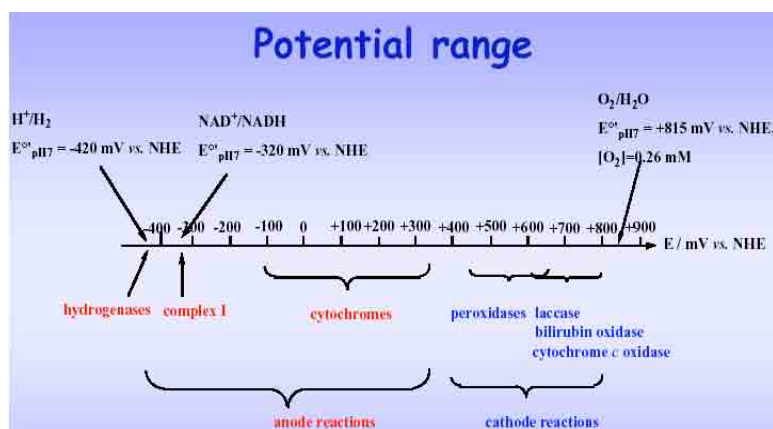 Potential range
H⁺/H₂
E°'pH7 = -420 mV vs. NHE
NAD⁺/NADH
E°'pH7 = -320 mV vs. NHE
O₂/H₂O
E°'pH7 = +815 mV vs. NHE
[O₂]=0.26 mM
-400 -300 -200 -100 0 +100 +200 +300 +400 +500 +600 +700 +800 +900
E / mV vs. NHE
hydrogenases complex I cytochromes peroxidases laccase
bilirubin oxidase
cytochrome c oxidase
anode reactions cathode reactions